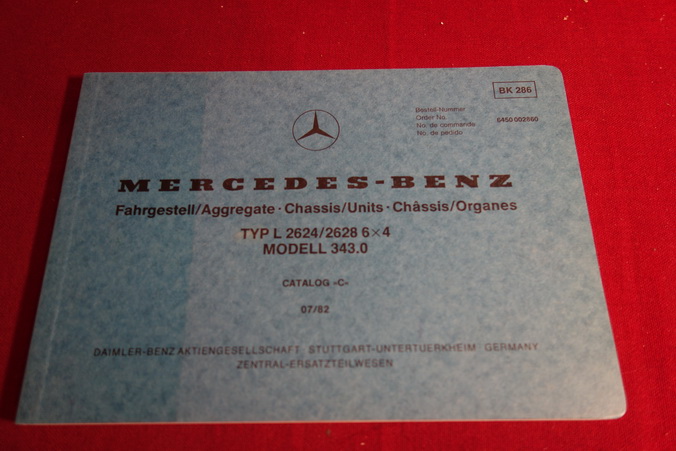 BK 286
Bestell-Nummer
Order No.
No. de commande
No. de pedido
6450 002660
MERCEDES-BENZ
Fahrgestell/Aggregate · Chassis/Units · Châssis/Organes
TYP L 2624/2628 6×4
MODELL 343.0
CATALOG «C»
07/82
DAIMLER-BENZ AKTIENGESELLSCHAFT STUTTGART-UNTERTUERKHEIM GERMANY
ZENTRAL-ERSATZTEILWESEN